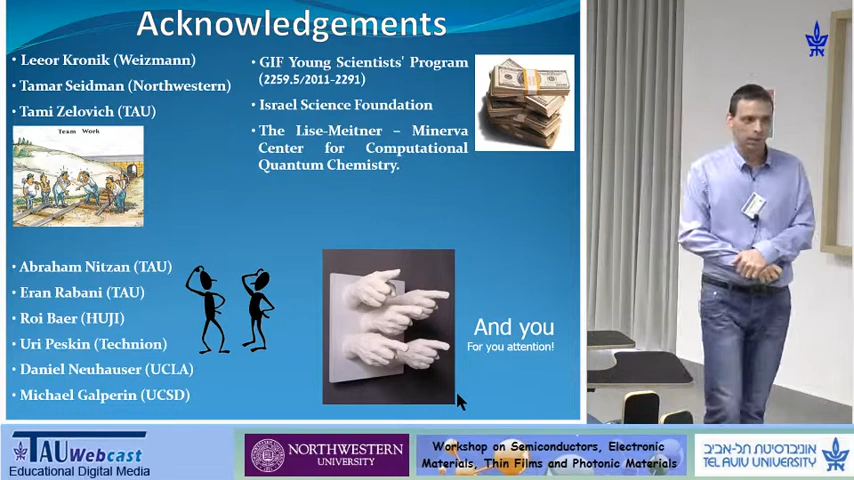 Acknowledgements
• Leeor Kronik (Weizmann)
• Tamar Seidman (Northwestern)
• Tami Zelovich (TAU)
Team Work
• GIF Young Scientists' Program
(2259.5/2011-2291)
• Israel Science Foundation
• The Lise-Meitner – Minerva
Center for Computational
Quantum Chemistry.
• Abraham Nitzan (TAU)
• Eran Rabani (TAU)
• Roi Baer (HUJI)
• Uri Peskin (Technion)
• Daniel Neuhauser (UCLA)
• Michael Galperin (UCSD)
And you
For you attention!
TAU Webcast
Educational Digital Media
NORTHWESTERN
UNIVERSITY
Workshop on Semiconductors, Electronic
Materials, Thin Films and Photonic Materials
אוניברסיטת תל-אביב
TEL AVIV UNIVERSITY